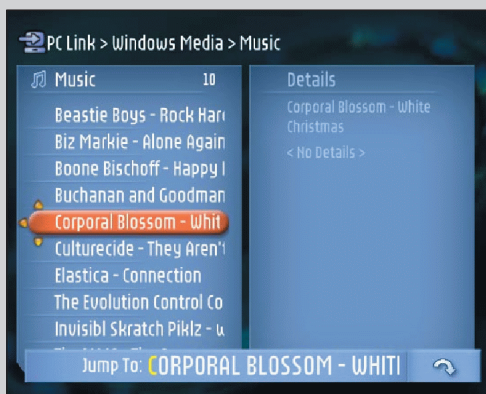 PC Link > Windows Media > Music
Music 10
Beastie Boys - Rock Har
Biz Markie - Alone Again
Boone Bischoff - Happy
Buchanan and Goodman
Corporal Blossom - Whit
Culturecide - They Aren't
Elastica - Connection
The Evolution Control Co
Invisibl Skratch Piklz -
Details
Corporal Blossom - White
Christmas
< No Details >
Jump To: CORPORAL BLOSSOM - WHITI